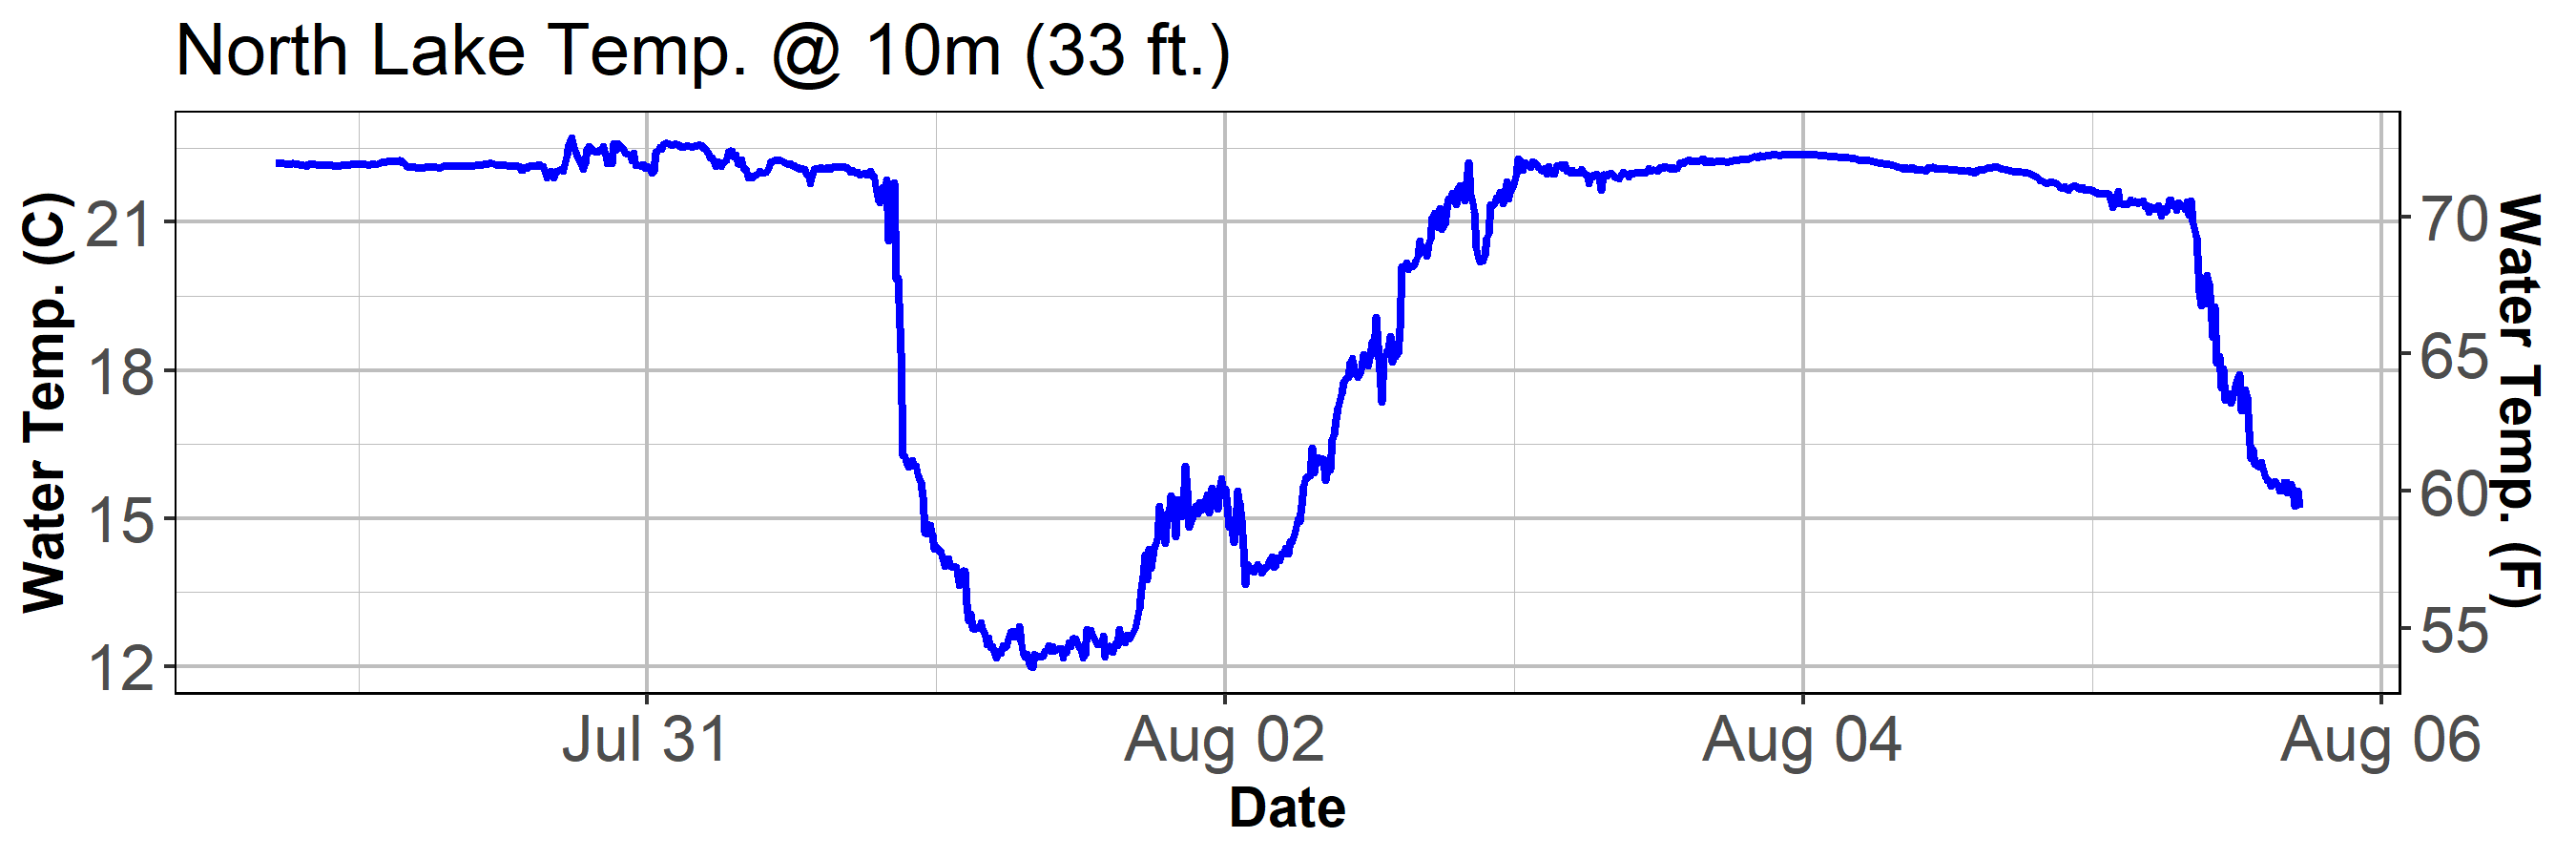 North Lake Temp. @ 10m (33 ft.)
Water Temp. (C)
21
18
15
12
70
65
60
55
Water Temp. (F)
Jul 31
Aug 02
Aug 04
Aug 06
Date